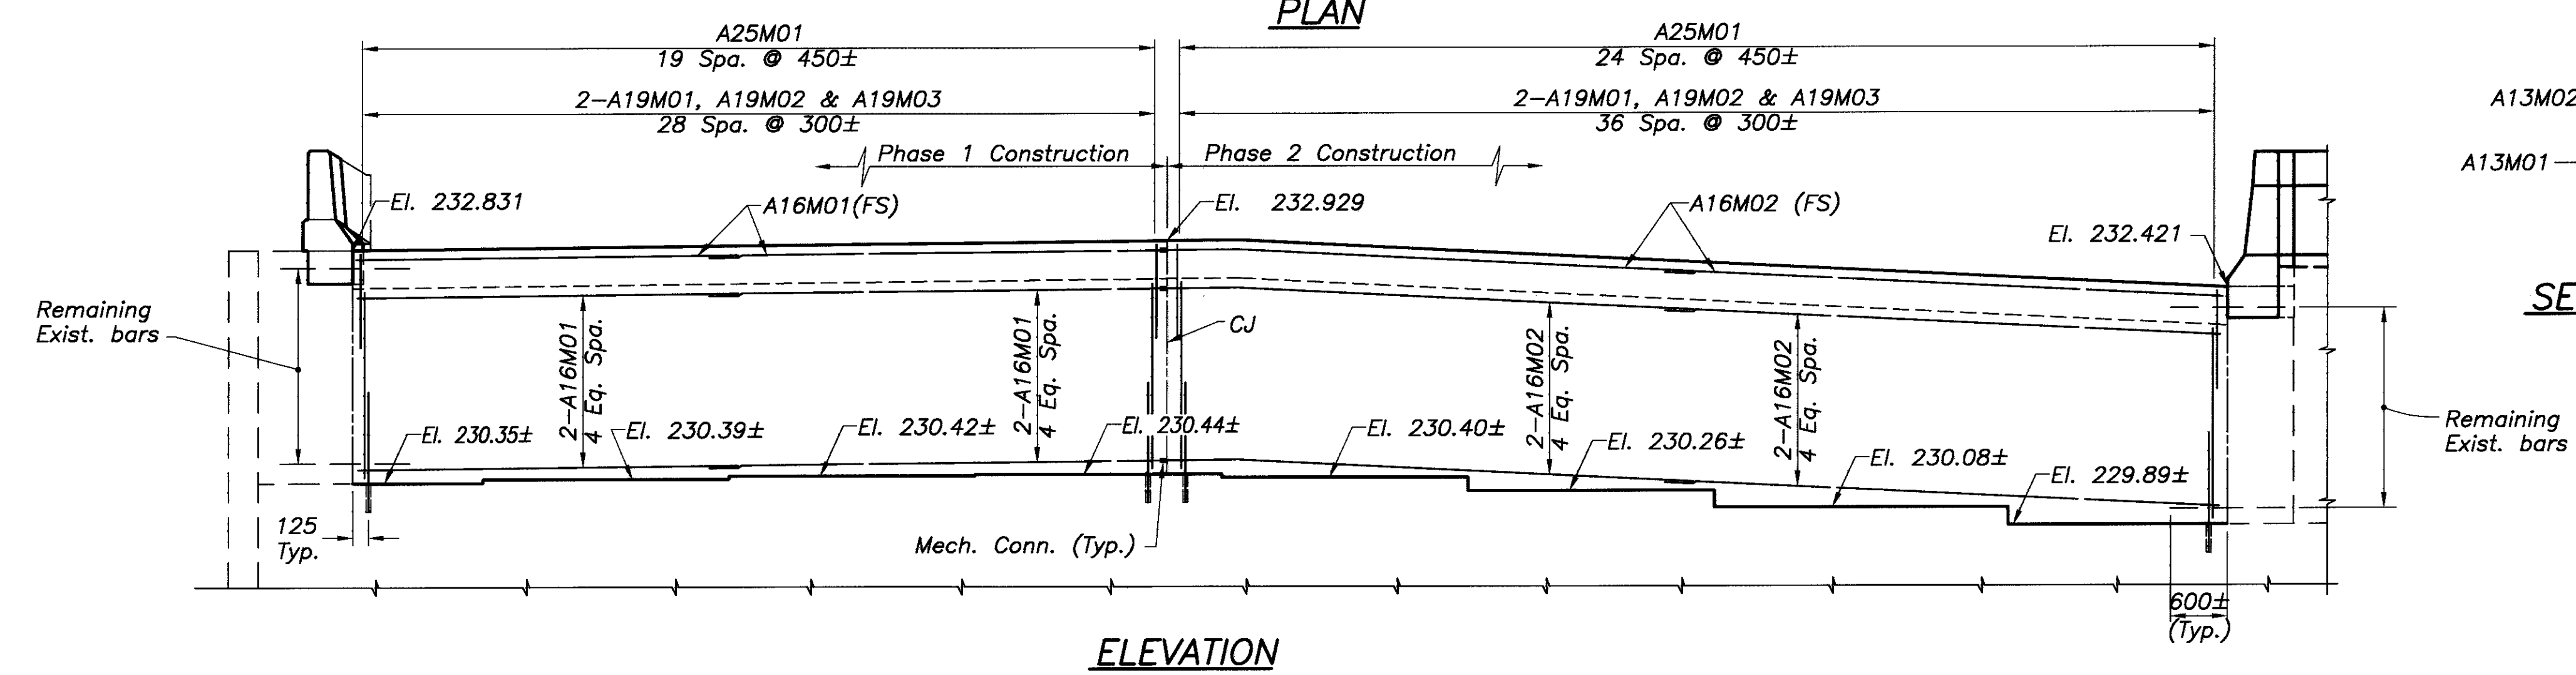 PLAN
A25M01
19 Spa. @ 450±
A25M01
24 Spa. @ 450±
2-A19M01, A19M02 & A19M03
28 Spa. @ 300±
2-A19M01, A19M02 & A19M03
36 Spa. @ 300±
A13M02
A13M01
Phase 1 Construction
Phase 2 Construction
El. 232.831
A16M01(FS)
El. 232.929
A16M02 (FS)
El. 232.421
SE
Remaining
Exist. bars
2-A16M01
4 Eq. Spa.
2-A16M01
4 Eq. Spa.
CJ
2-A16M02
4 Eq. Spa.
2-A16M02
4 Eq. Spa.
El. 230.35±
El. 230.39±
El. 230.42±
El. 230.44±
El. 230.40±
El. 230.26±
El. 230.08±
El. 229.89±
Remaining
Exist. bars
125
Typ.
Mech. Conn. (Typ.)
600±
(Typ.)
ELEVATION